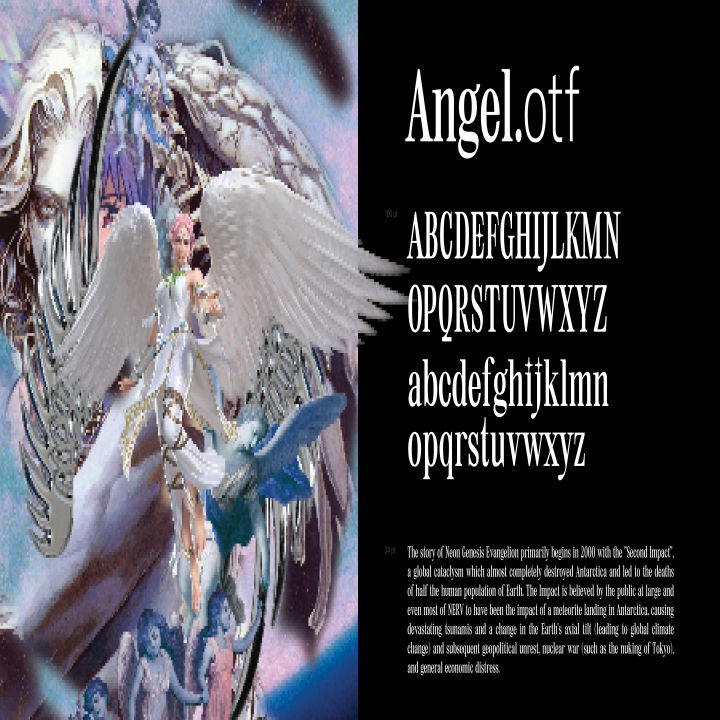 Angel.otf
100 pt
ABCDEFGHIJLKMN
OPQRSTUVWXYZ
abcdefghijklmn
opqrstuvwxyz
24 pt
The story of Neon Genesis Evangelion primarily begins in 2000 with the "Second Impact",
a global cataclysm which almost completely destroyed Antarctica and led to the deaths
of half the human population of Earth. The Impact is believed by the public at large and
even most of NERV to have been the impact of a meteorite landing in Antarctica, causing
devastating tsunamis and a change in the Earth's axial tilt (leading to global climate
change) and subsequent geopolitical unrest, nuclear war (such as the nuking of Tokyo),
and general economic distress.